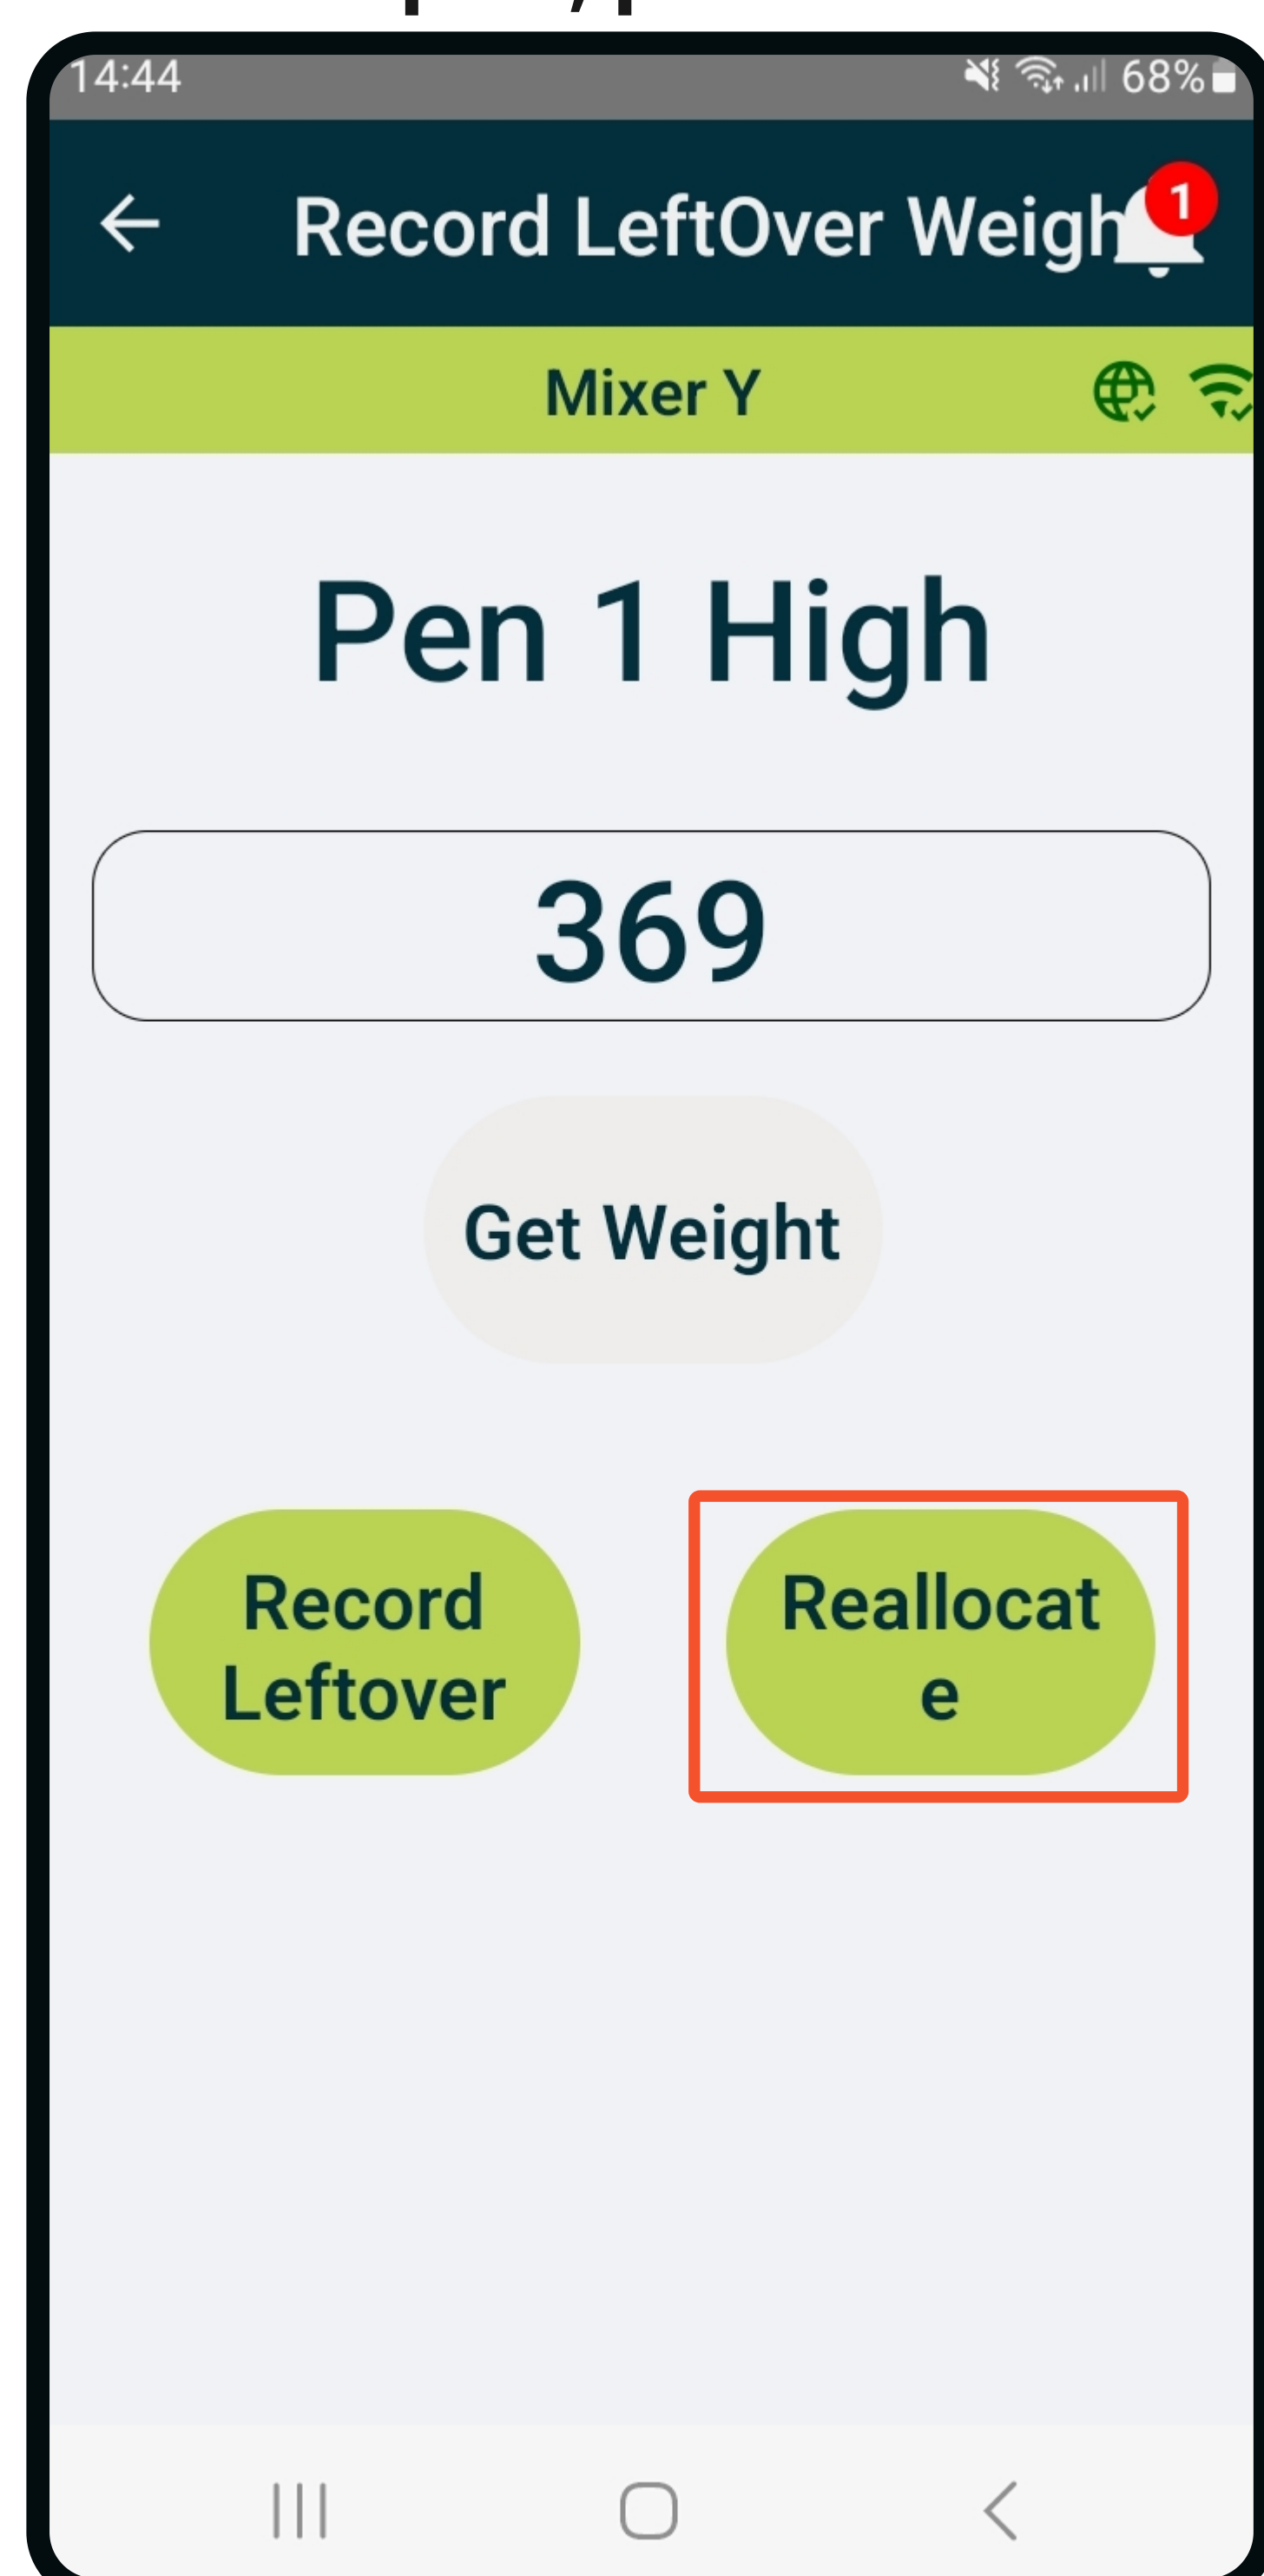 14:44
68%
Record LeftOver Weigh
1
Mixer Y
Pen 1 High
369
Get Weight
Record
Leftover
Reallocat
e